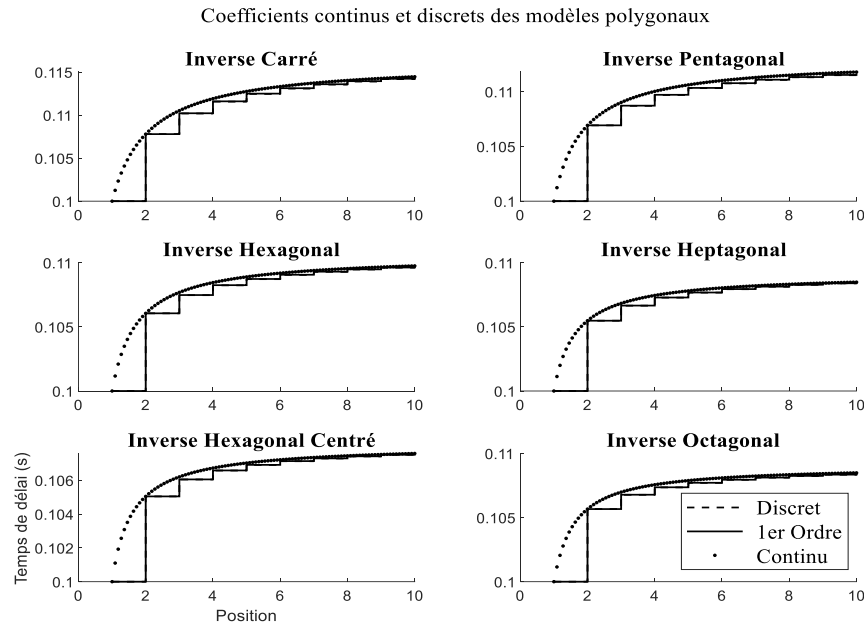 Coefficients continus et discrets des modèles polygonaux
Inverse Carré
0.115
0.11
0.105
0.1
0 2 4 6 8 10
Inverse Pentagonal
0.11
0.105
0.1
0 2 4 6 8 10
Inverse Hexagonal
0.11
0.105
0.1
0 2 4 6 8 10
Inverse Heptagonal
0.11
0.105
0.1
0 2 4 6 8 10
Inverse Hexagonal Centré
Temps de délai (s)
0.106
0.104
0.102
0.1
0 2 4 6 8 10
Position
Inverse Octagonal
0.11
0.105
0.1
0 2 4 6 8 10
Discret
1er Ordre
Continu